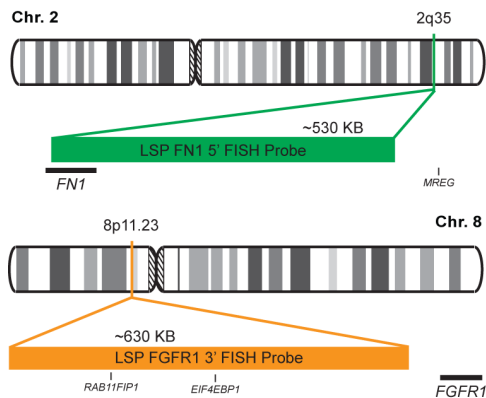 Chr. 2
2q35
~530 KB
LSP FN1 5' FISH Probe
FN1
MREG
Chr. 8
8p11.23
~630 KB
LSP FGFR1 3' FISH Probe
RAB11FIP1
EIF4EBP1
FGFR1